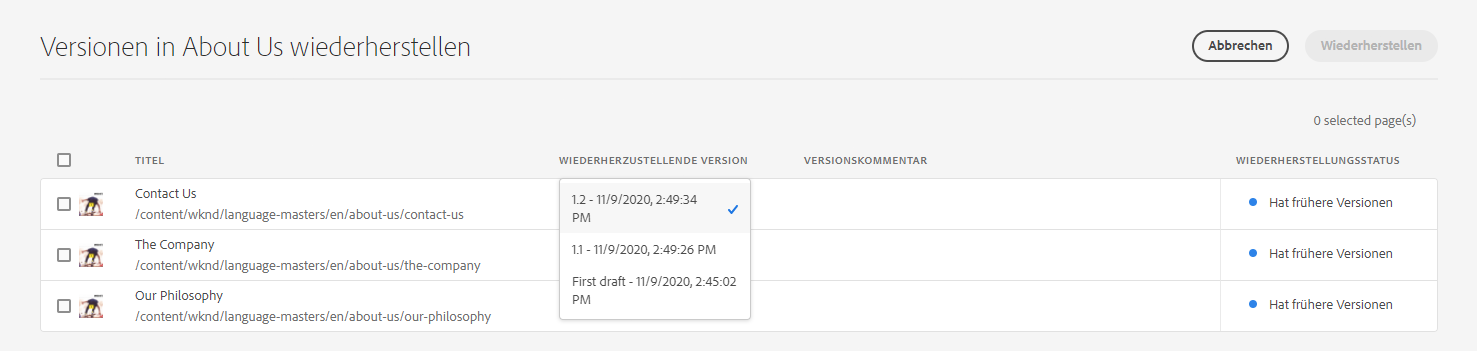 Versionen in About Us wiederherstellen
Abbrechen
Wiederherstellen
0 selected page(s)
TITEL
WIEDERHERZUSTELLENDE VERSION
VERSIONSKOMMENTAR
WIEDERHERSTELLUNGSSTATUS
Contact Us
/content/wknd/language-masters/en/about-us/contact-us
1.2 - 11/9/2020, 2:49:34
PM
Hat frühere Versionen
The Company
/content/wknd/language-masters/en/about-us/the-company
1.1 - 11/9/2020, 2:49:26 PM
Hat frühere Versionen
First draft - 11/9/2020, 2:45:02
PM
Our Philosophy
/content/wknd/language-masters/en/about-us/our-philosophy
Hat frühere Versionen